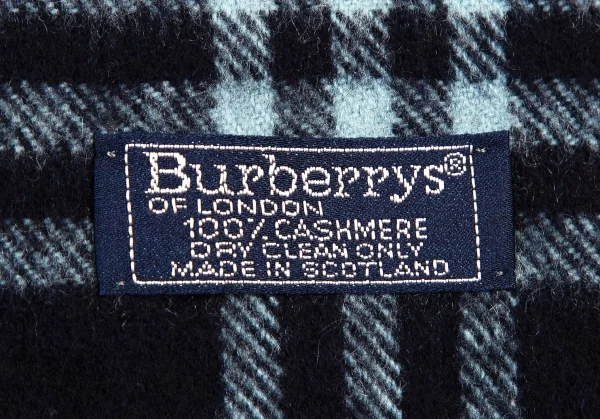 Burberrys®
OF LONDON
100% CASHMERE
DRY CLEAN ONLY
MADE IN SCOTLAND